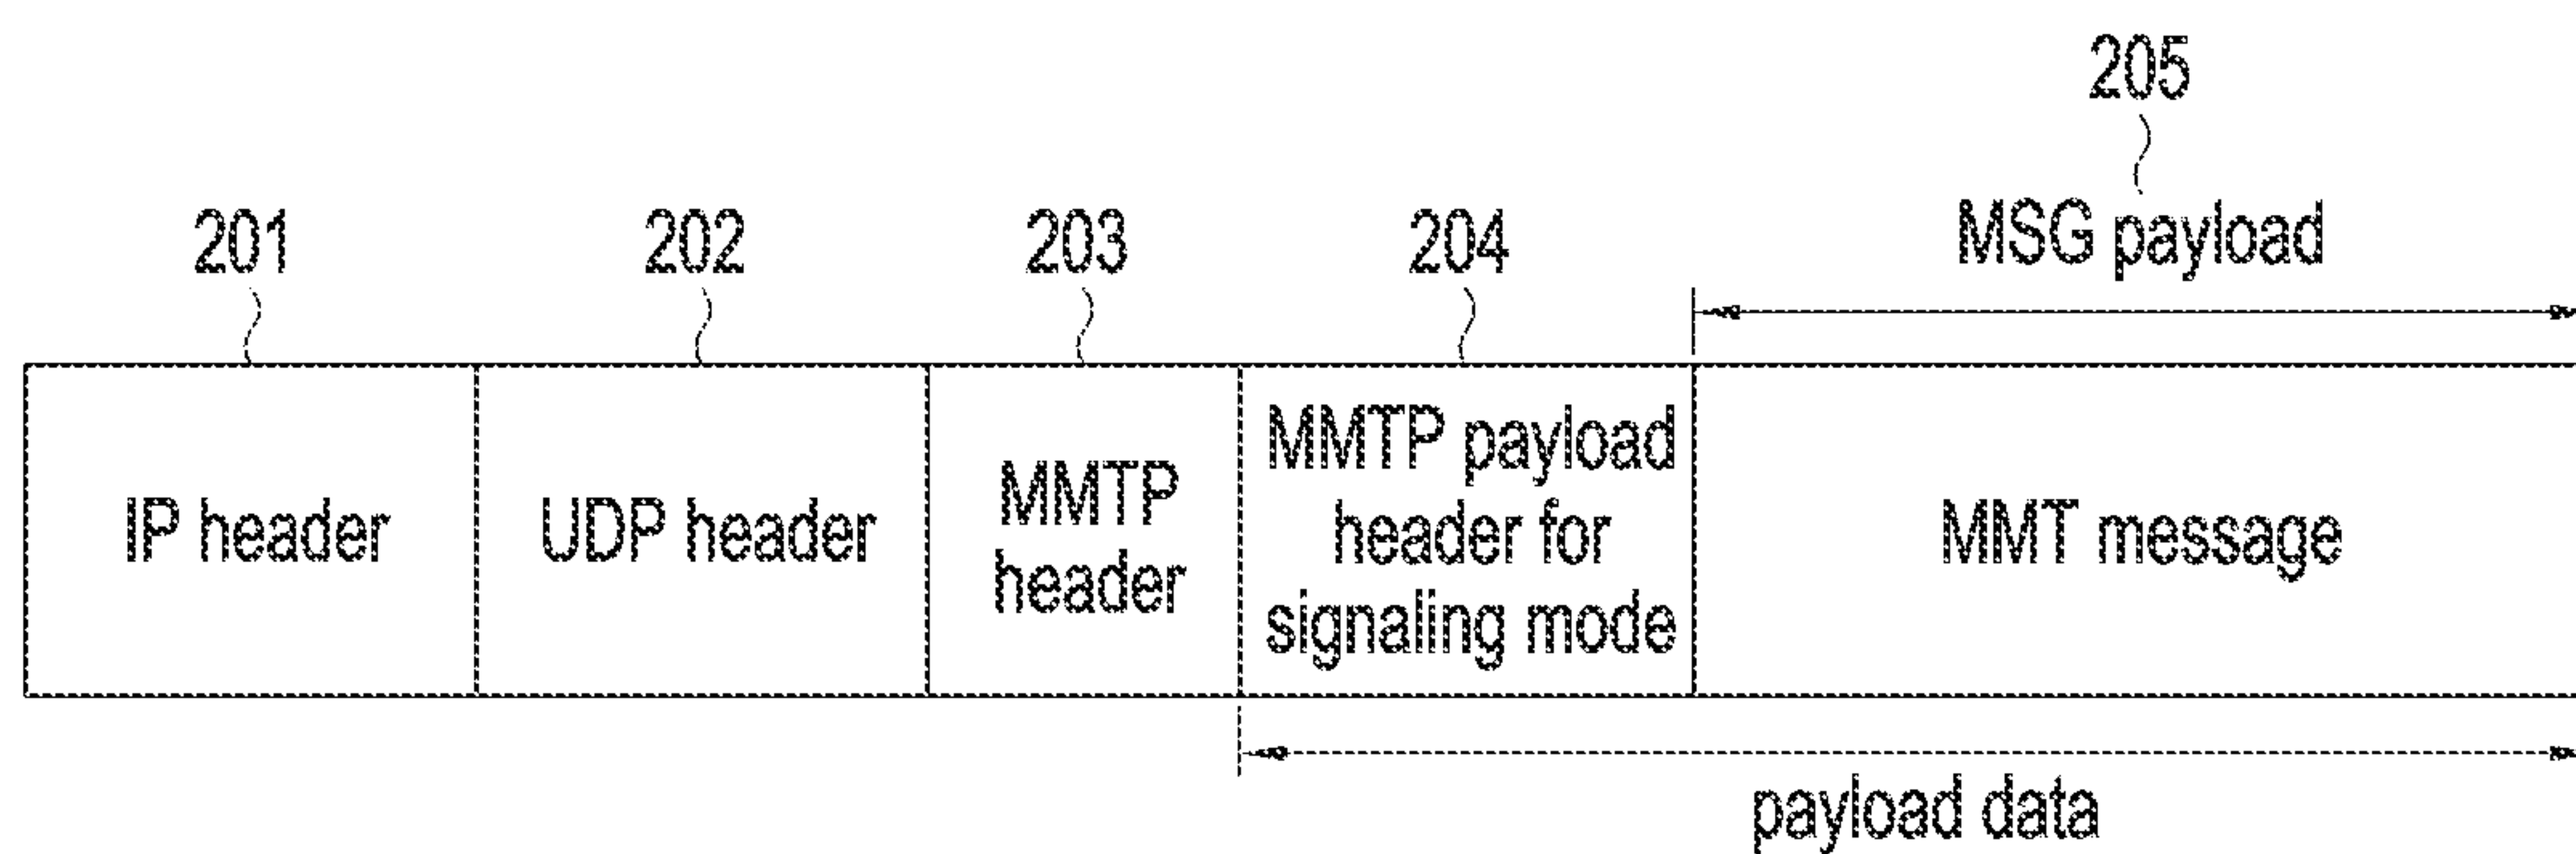 205
201
202
203
204
MSG payload
IP header
UDP header
MMTP
header
MMTP payload
header for
signaling mode
MMT message
payload data